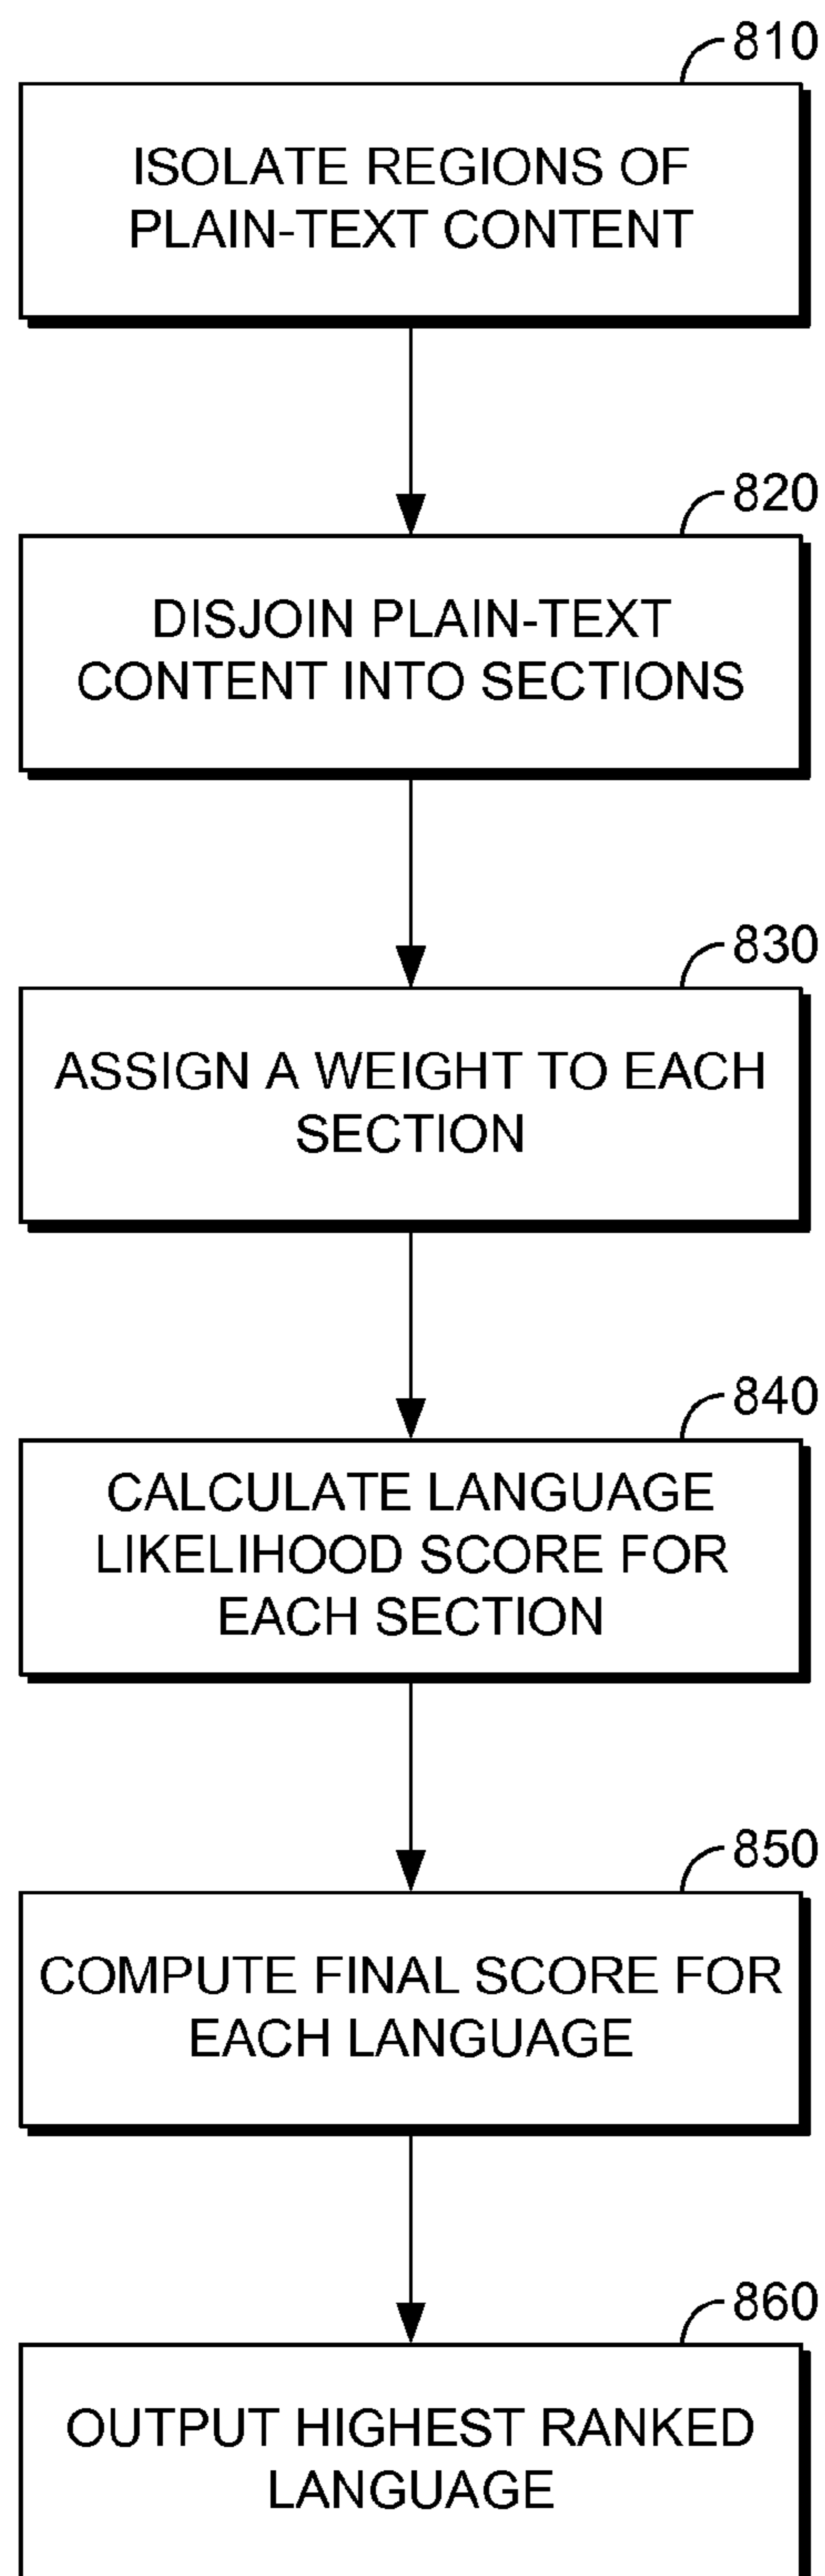 810
ISOLATE REGIONS OF
PLAIN-TEXT CONTENT
820
DISJOIN PLAIN-TEXT
CONTENT INTO SECTIONS
830
ASSIGN A WEIGHT TO EACH
SECTION
840
CALCULATE LANGUAGE
LIKELIHOOD SCORE FOR
EACH SECTION
850
COMPUTE FINAL SCORE FOR
EACH LANGUAGE
860
OUTPUT HIGHEST RANKED
LANGUAGE